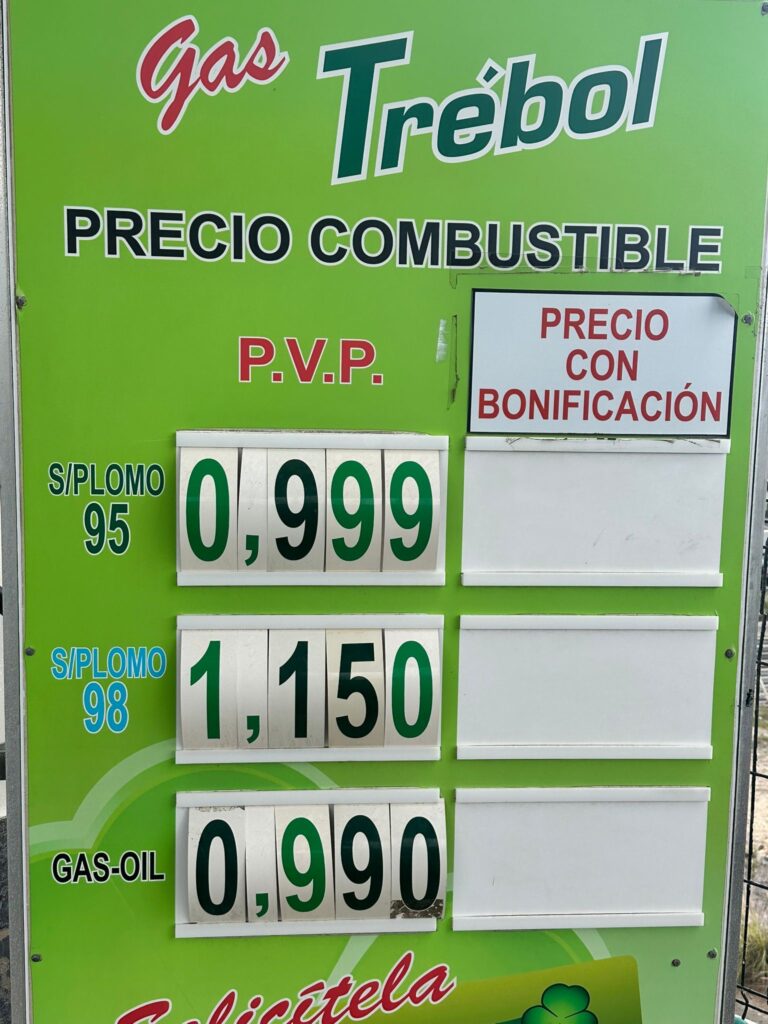 Gas Trébol
PRECIO COMBUSTIBLE
P.V.P.
PRECIO
CON
BONIFICACIÓN
S/PLOMO
95
0,999
S/PLOMO
98
1,150
GAS-OIL
0,990
Solicítela